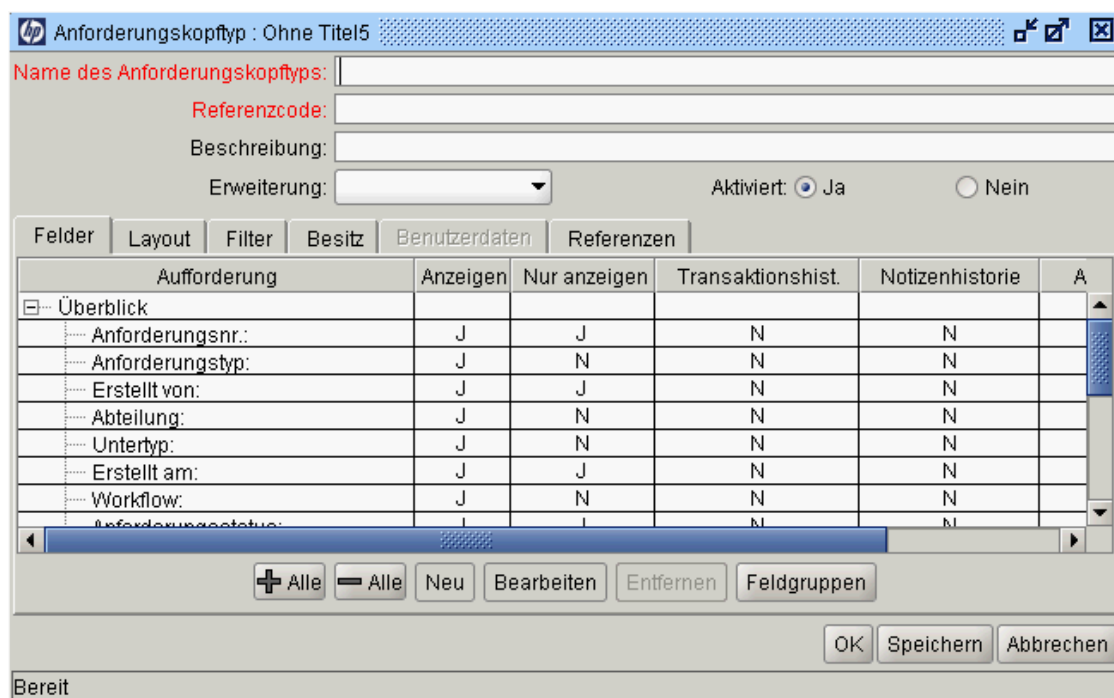 hp Anforderungskopftyp : Ohne Titel5
Name des Anforderungskopftyps:
Referenzcode:
Beschreibung:
Erweiterung: Aktiviert: Ja Nein
Felder Layout Filter Besitz Benutzerdaten Referenzen
Aufforderung Anzeigen Nur anzeigen Transaktionshist. Notizenhistorie A
Überblick
Anforderungsnr.: J J N N
Anforderungstyp: J N N N
Erstellt von: J J N N
Abteilung: J N N N
Untertyp: J N N N
Erstellt am: J J N N
Workflow: J N N N
Anforderungsstatus: J J N N
Alle Alle Neu Bearbeiten Entfernen Feldgruppen
OK Speichern Abbrechen
Bereit